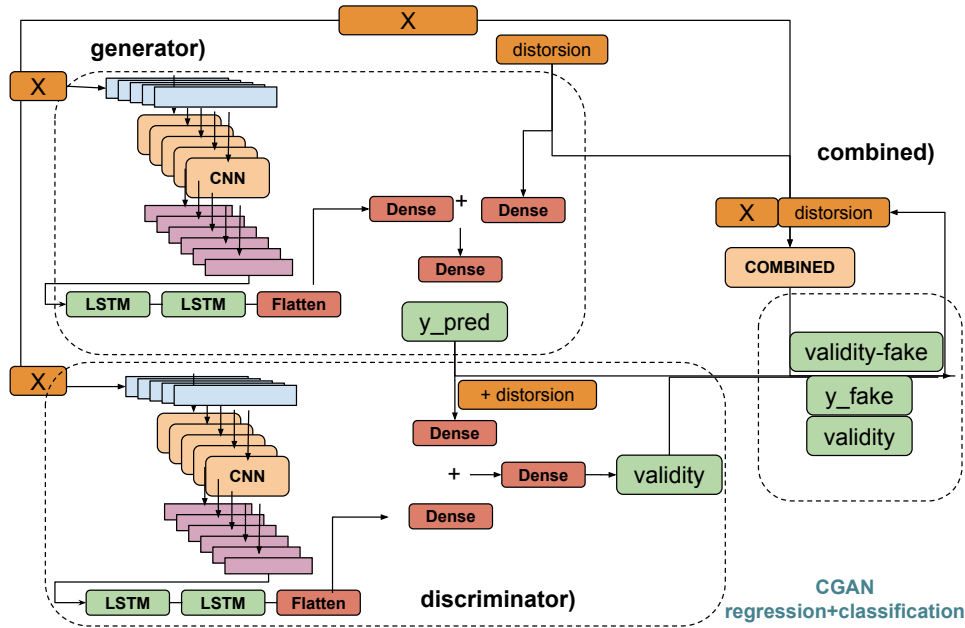 X
distorsion
generator)
X
combined)
CNN
Dense
+
Dense
X
distorsion
Dense
COMBINED
LSTM
LSTM
Flatten
y_pred
validity-fake
X
+ distorsion
y_fake
Dense
validity
CNN
+
Dense
validity
Dense
LSTM
LSTM
Flatten
discriminator)
CGAN
regression+classification